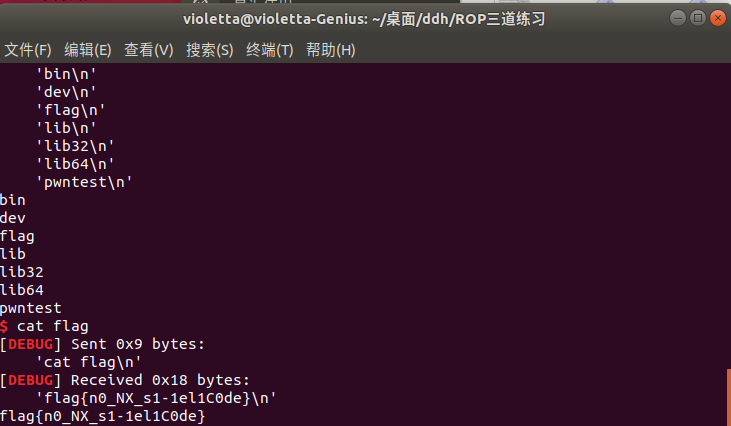 violetta@violetta-Genius: ~/桌面/ddh/ROP三道练习
文件(F) 编辑(E) 查看(V) 搜索(S) 终端(T) 帮助(H)
'bin\n'
'dev\n'
'flag\n'
'lib\n'
'lib32\n'
'lib64\n'
'pwntest\n'
bin
dev
flag
lib
lib32
lib64
pwntest
$ cat flag
[DEBUG] Sent 0x9 bytes:
'cat flag\n'
[DEBUG] Received 0x18 bytes:
'flag{n0_NX_s1-1el1C0de}\n'
flag{n0_NX_s1-1el1C0de}